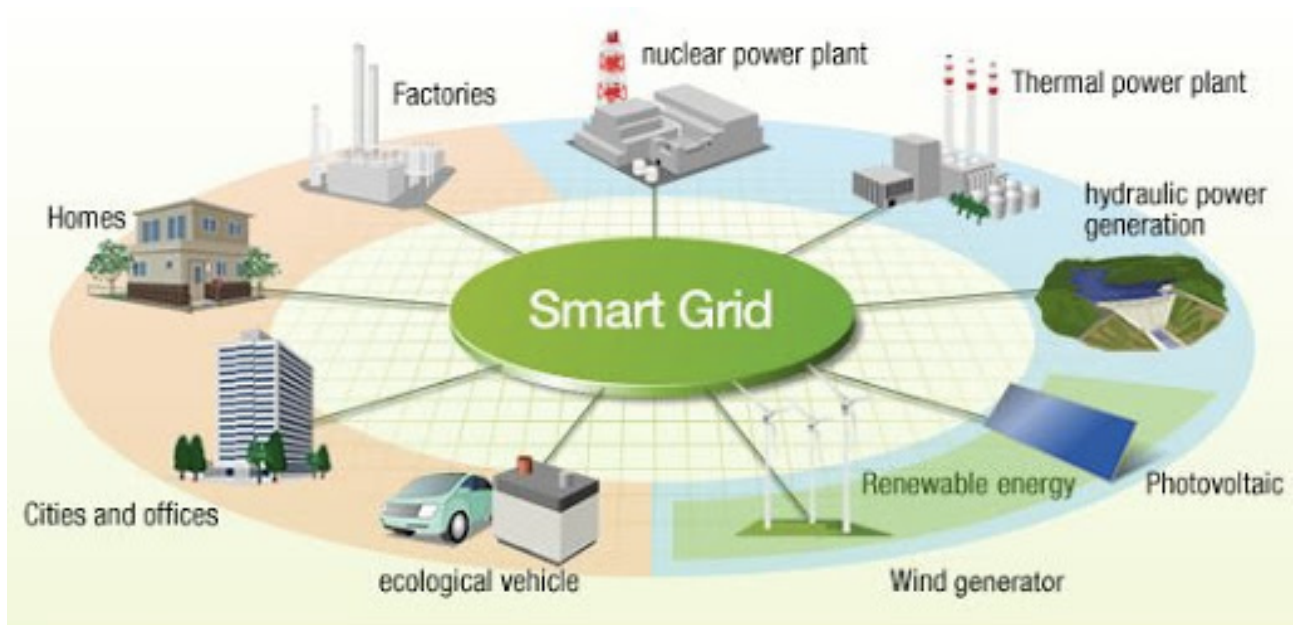 nuclear power plant
Factories
Thermal power plant
hydraulic power
generation
Homes
Smart Grid
Renewable energy
Photovoltaic
Cities and offices
ecological vehicle
Wind generator